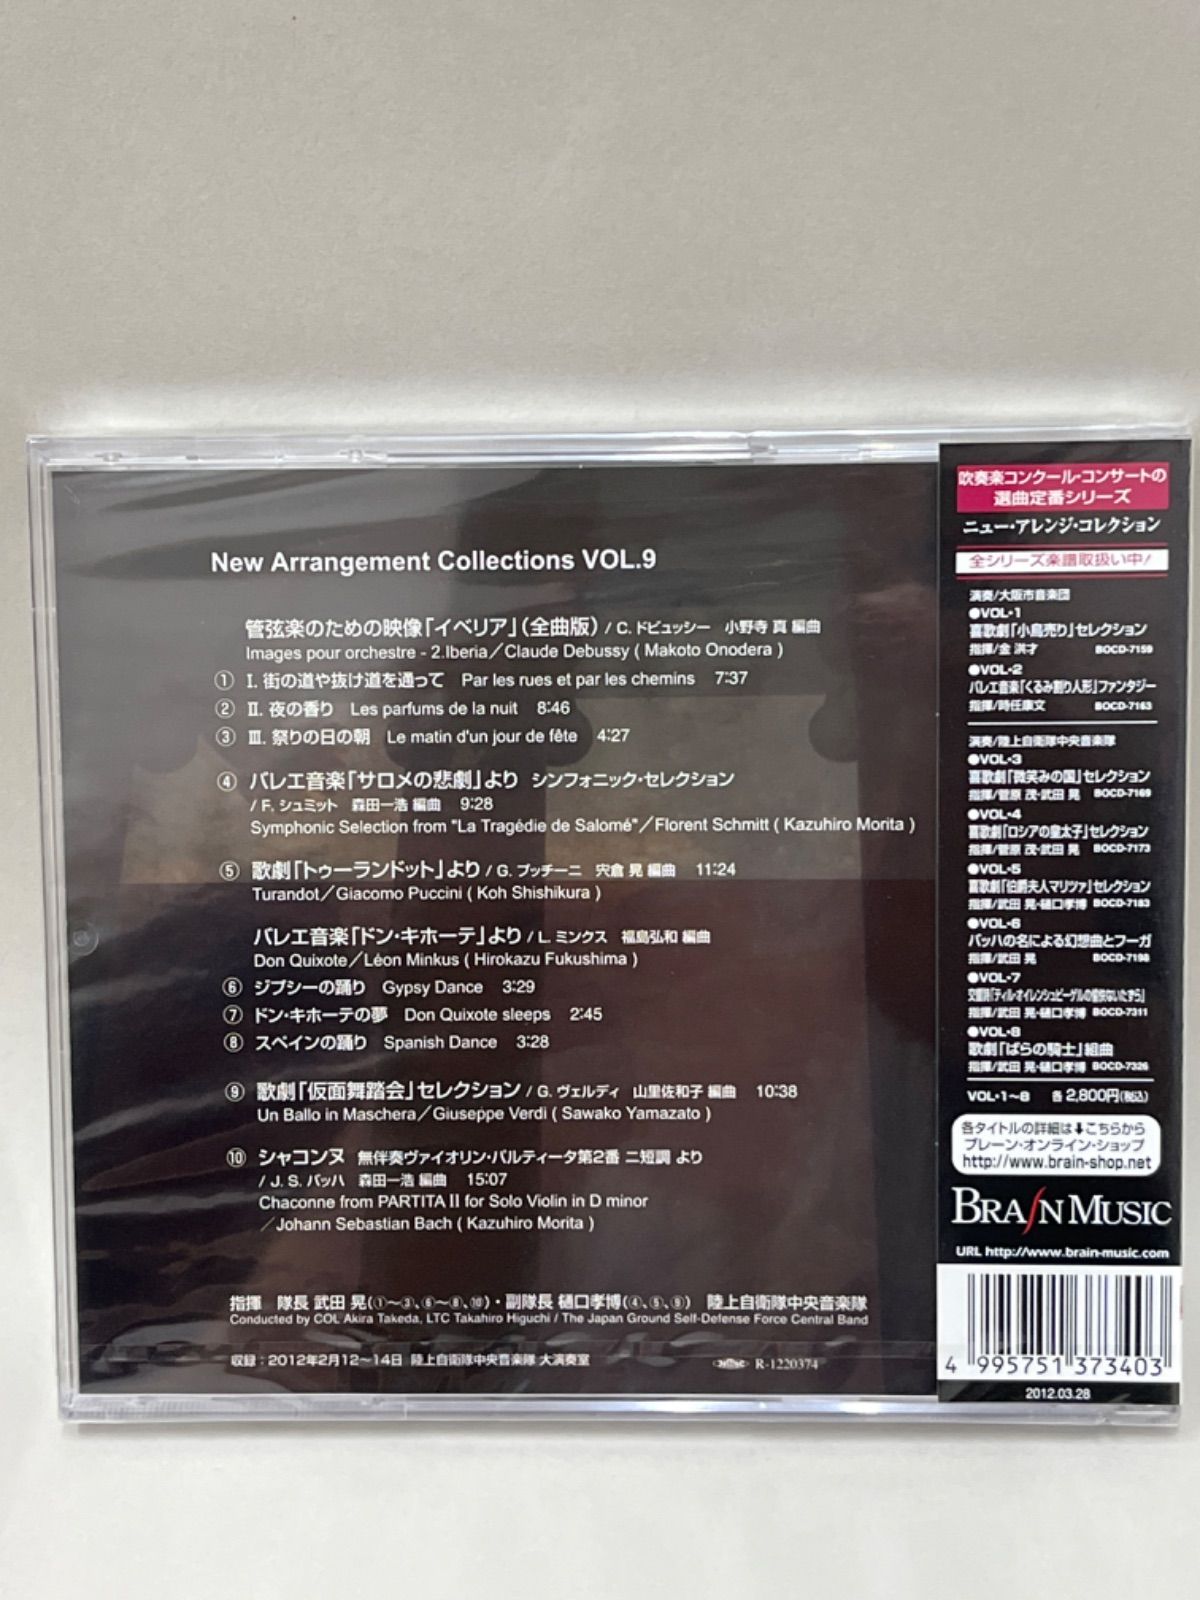 New Arrangement Collections VOL.9
管弦楽のための映像「イベリア」(全曲版) / C. ドビュッシー 小野寺 真 編曲
Images pour orchestre - 2.Iberia／Claude Debussy ( Makoto Onodera )
① Ⅰ. 街の道や抜け道を通って Par les rues et par les chemins 7:37
② Ⅱ. 夜の香り Les parfums de la nuit 8:46
③ Ⅲ. 祭りの日の朝 Le matin d'un jour de fête 4:27
④ バレエ音楽「サロメの悲劇」より シンフォニック・セレクション
/ F. シュミット 森田一浩 編曲 9:28
Symphonic Selection from "La Tragédie de Salomé"／Florent Schmitt ( Kazuhiro Morita )
⑤ 歌劇「トゥーランドット」より / G. プッチーニ 宍倉 晃 編曲 11:24
Turandot／Giacomo Puccini ( Koh Shishikura )
バレエ音楽「ドン・キホーテ」より / L. ミンクス 福島弘和 編曲
Don Quixote／Léon Minkus ( Hirokazu Fukushima )
⑥ ジプシーの踊り Gypsy Dance 3:29
⑦ ドン・キホーテの夢 Don Quixote sleeps 2:45
⑧ スペインの踊り Spanish Dance 3:28
⑨ 歌劇「仮面舞踏会」セレクション / G. ヴェルディ 山里佐和子 編曲 10:38
Un Ballo in Maschera／Giuseppe Verdi ( Sawako Yamazato )
⑩ シャコンヌ 無伴奏ヴァイオリン・パルティータ第2番 ニ短調 より
/ J. S. バッハ 森田一浩 編曲 15:07
Chaconne from PARTITA II for Solo Violin in D minor
／Johann Sebastian Bach ( Kazuhiro Morita )
指揮 隊長 武田 晃(①〜③、⑥〜⑧、⑩)・副隊長 樋口孝博(④、⑤、⑨) 陸上自衛隊中央音楽隊
Conducted by COL Akira Takeda, LTC Takahiro Higuchi / The Japan Ground Self-Defense Force Central Band
収録：2012年2月12〜14日 陸上自衛隊中央音楽隊 大演奏室
R-1220374
吹奏楽コンクール・コンサートの
選曲定番シリーズ
ニュー・アレンジ・コレクション
全シリーズ楽譜取扱い中!
演奏/大阪市音楽団
●VOL・1
喜歌劇「小鳥売り」セレクション
指揮/金 洪才 BOCD-7159
●VOL・2
バレエ音楽「くるみ割り人形」ファンタジー
指揮/時任康文 BOCD-7163
演奏/陸上自衛隊中央音楽隊
●VOL・3
喜歌劇「微笑みの国」セレクション
指揮/菅原 茂・武田 晃 BOCD-7169
●VOL・4
喜歌劇「ロシアの皇太子」セレクション
指揮/菅原 茂・武田 晃 BOCD-7173
●VOL・5
喜歌劇「伯爵夫人マリツァ」セレクション
指揮/武田 晃・樋口孝博 BOCD-7183
●VOL・6
バッハの名による幻想曲とフーガ
指揮/武田 晃 BOCD-7198
●VOL・7
交響詩「ティル・オイレンシュピーゲルの愉快ないたずら」
指揮/武田 晃・樋口孝博 BOCD-7311
●VOL・8
歌劇「ばらの騎士」組曲
指揮/武田 晃・樋口孝博 BOCD-7326
VOL・1〜8 各2,800円(税込)
各タイトルの詳細は⬇こちらから
ブレーン・オンライン・ショップ
http://www.brain-shop.net
BRAIN MUSIC
URL http://www.brain-music.com
4 995751 373403
2012.03.28